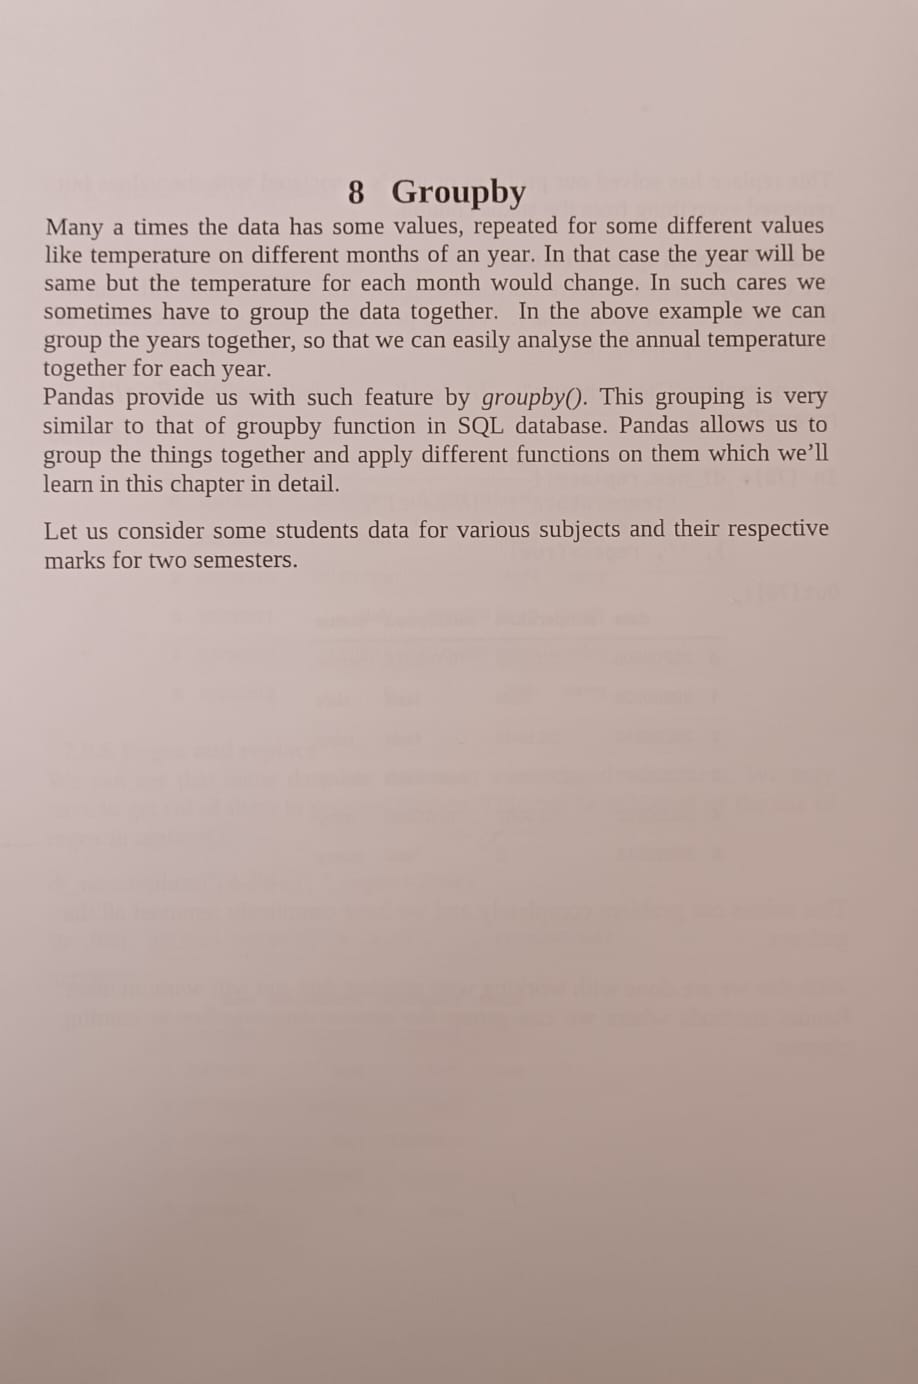 8 Groupby
Many a times the data has some values, repeated for some different values
like temperature on different months of an year. In that case the year will be
same but the temperature for each month would change. In such cares we
sometimes have to group the data together. In the above example we can
group the years together, so that we can easily analyse the annual temperature
together for each year.
Pandas provide us with such feature by groupby(). This grouping is very
similar to that of groupby function in SQL database. Pandas allows us to
group the things together and apply different functions on them which we’ll
learn in this chapter in detail.
Let us consider some students data for various subjects and their respective
marks for two semesters.